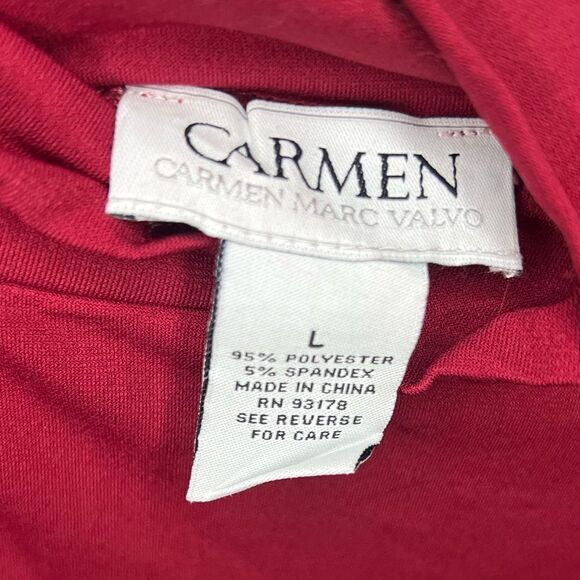 CARMEN
CARMEN MARC VALVO
L
95% POLYESTER
5% SPANDEX
MADE IN CHINA
RN 93178
SEE REVERSE
FOR CARE